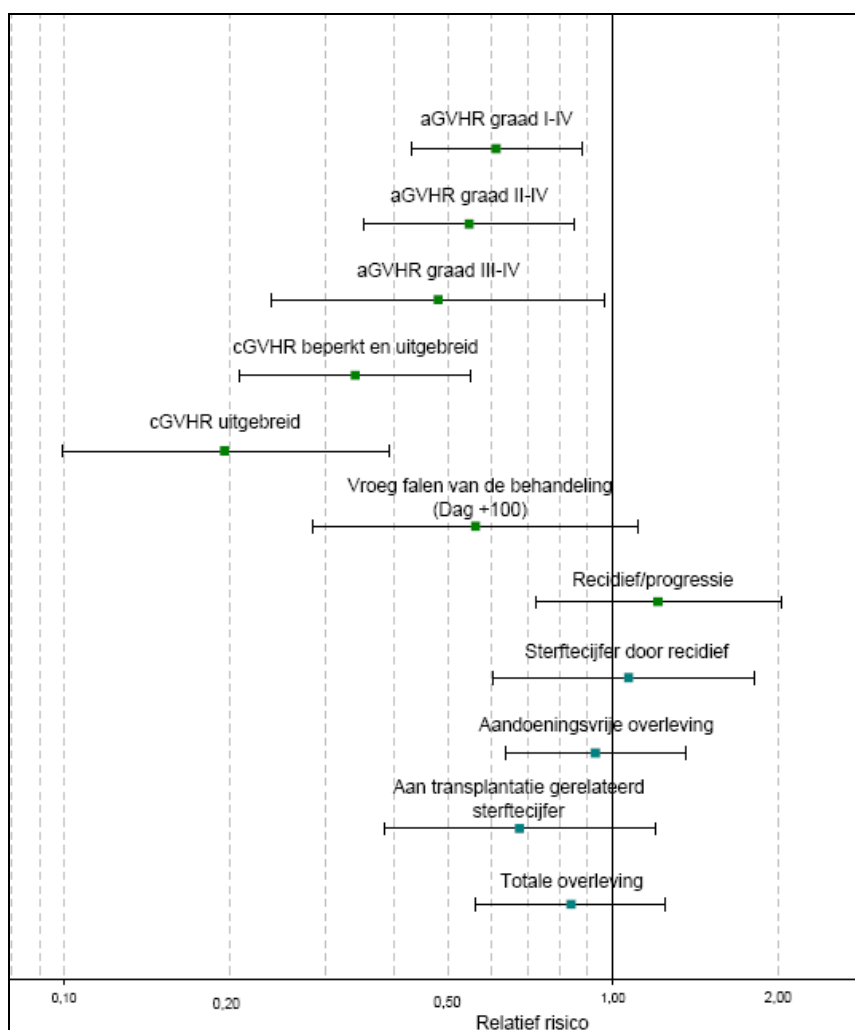 aGVHR graad I-IV
aGVHR graad II-IV
aGVHR graad III-IV
cGVHR beperkt en uitgebreid
cGVHR uitgebreid
Vroeg falen van de behandeling
(Dag +100)
Recidief/progressie
Sterftecijfer door recidief
Aandoeningsvrije overleving
Aan transplantatie gerelateerd
sterftecijfer
Totale overleving
0,10 0,20 0,50 1,00 2,00
Relatief risico